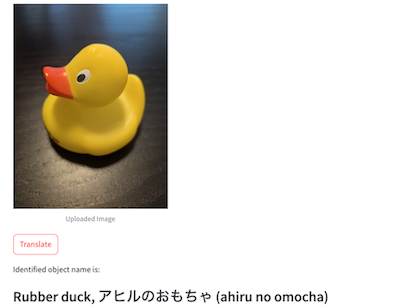 Uploaded Image
Translate
Identified object name is:
Rubber duck, アヒルのおもちゃ (ahiru no omocha)